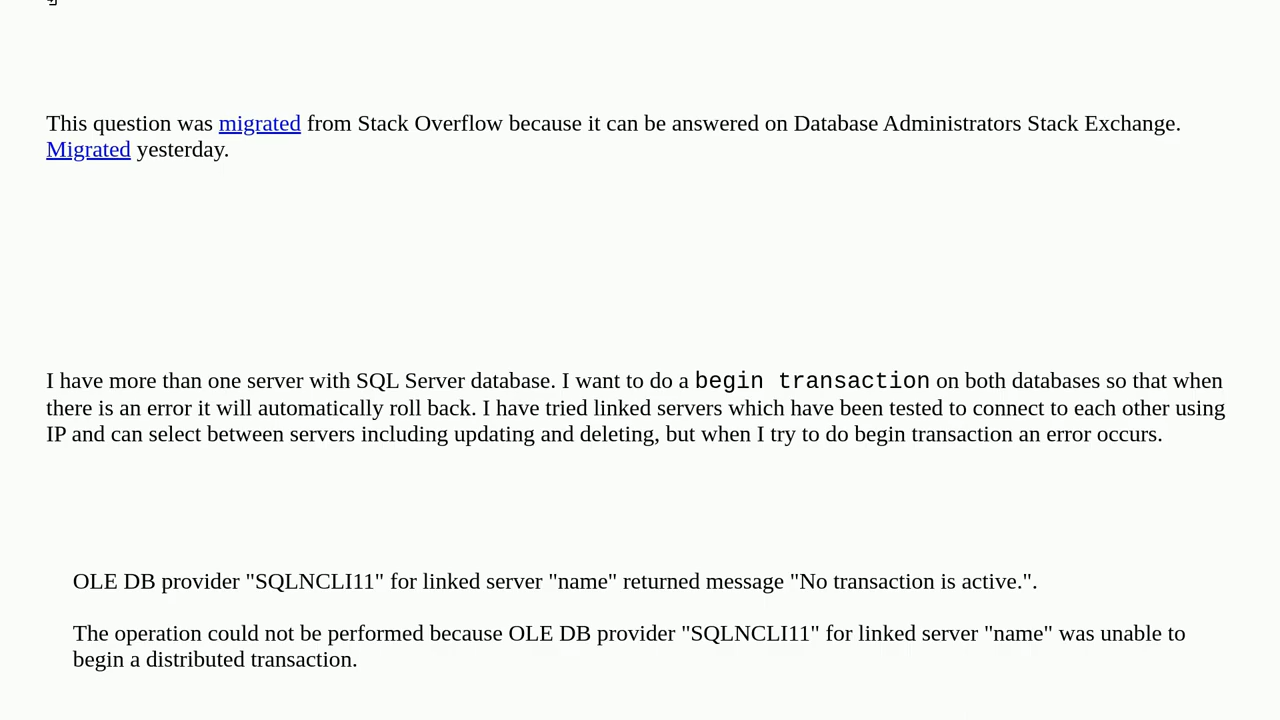 This question was migrated from Stack Overflow because it can be answered on Database Administrators Stack Exchange.
Migrated yesterday.
I have more than one server with SQL Server database. I want to do a begin transaction on both databases so that when
there is an error it will automatically roll back. I have tried linked servers which have been tested to connect to each other using
IP and can select between servers including updating and deleting, but when I try to do begin transaction an error occurs.
OLE DB provider "SQLNCLI11" for linked server "name" returned message "No transaction is active.".
The operation could not be performed because OLE DB provider "SQLNCLI11" for linked server "name" was unable to
begin a distributed transaction.